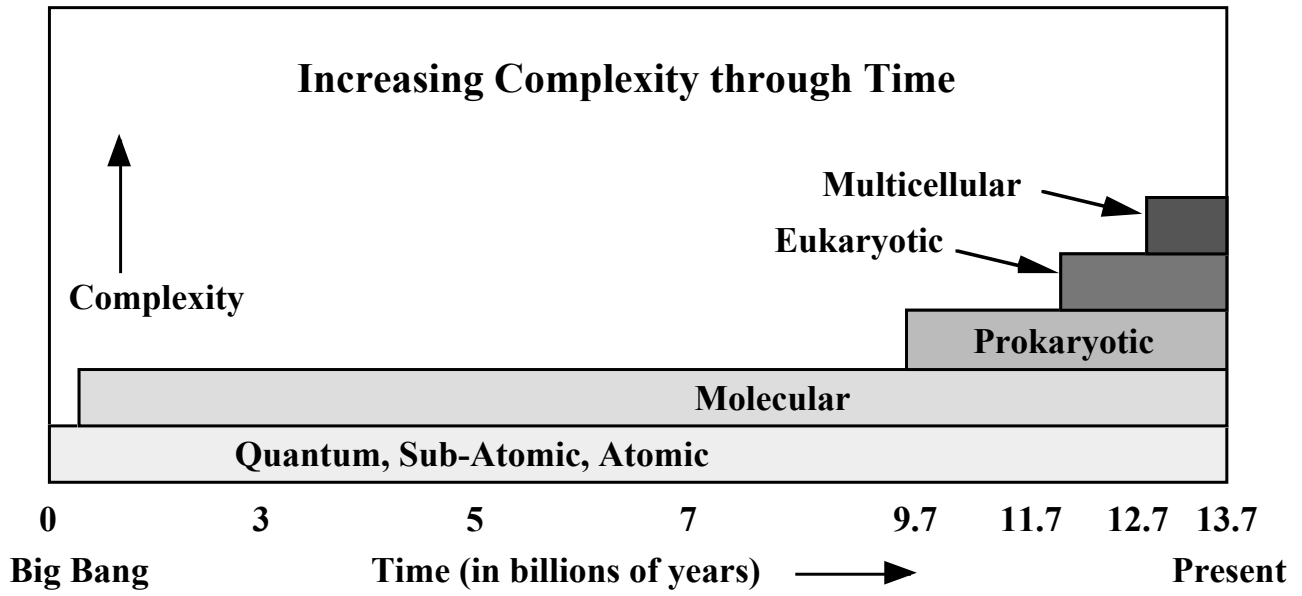 Increasing Complexity through Time
Multicellular
Eukaryotic
Complexity
Prokaryotic
Molecular
Quantum, Sub-Atomic, Atomic
0 3 5 7 9.7 11.7 12.7 13.7
Big Bang Time (in billions of years) Present